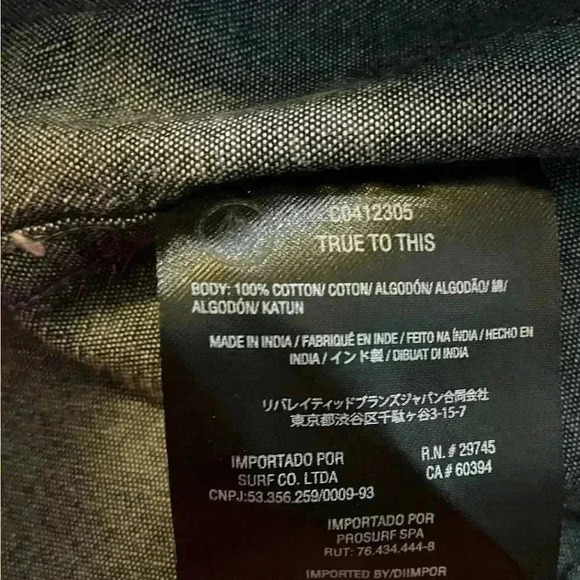 C0412305
TRUE TO THIS
BODY: 100% COTTON/ COTON/ ALGODÓN/ ALGODÃO/ 綿/
ALGODÓN/ KATUN
MADE IN INDIA / FABRIQUÉ EN INDE / FEITO NA ÍNDIA / HECHO EN
INDIA / インド製 / DIBUAT DI INDIA
リバレイティッドブランズジャパン合同会社
東京都渋谷区千駄ヶ谷3-15-7
IMPORTADO POR
SURF CO. LTDA
CNPJ:53.356.259/0009-93
R.N. # 29745
CA # 60394
IMPORTADO POR
PROSURF SPA
RUT: 76.434.444-8
IMPORTED BY/DIIMPOR